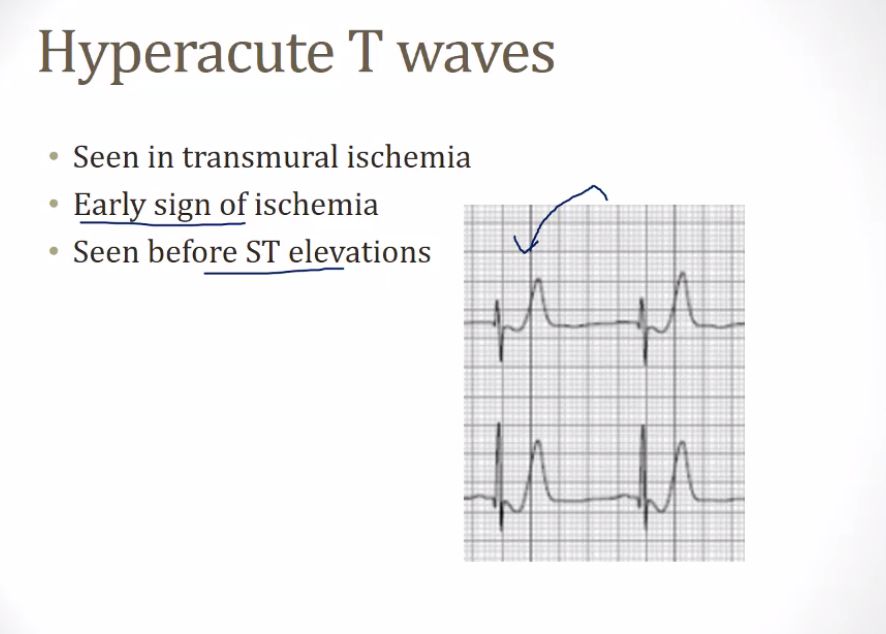 Hyperacute T waves
• Seen in transmural ischemia
• Early sign of ischemia
• Seen before ST elevations